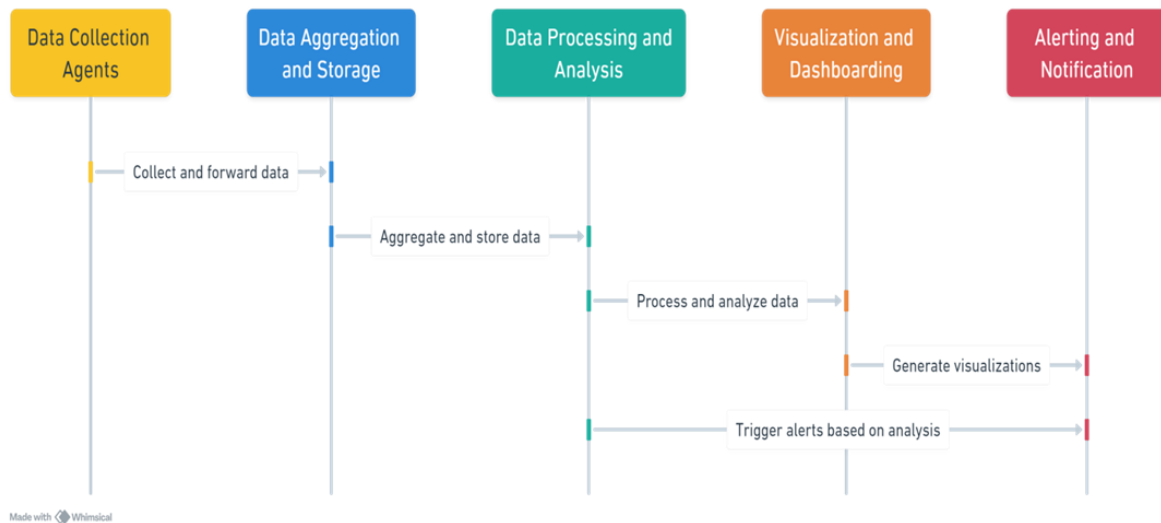 Data Collection
Agents
Data Aggregation
and Storage
Data Processing and
Analysis
Visualization and
Dashboarding
Alerting and
Notification
Collect and forward data
Aggregate and store data
Process and analyze data
Generate visualizations
Trigger alerts based on analysis
Made with Whimsical